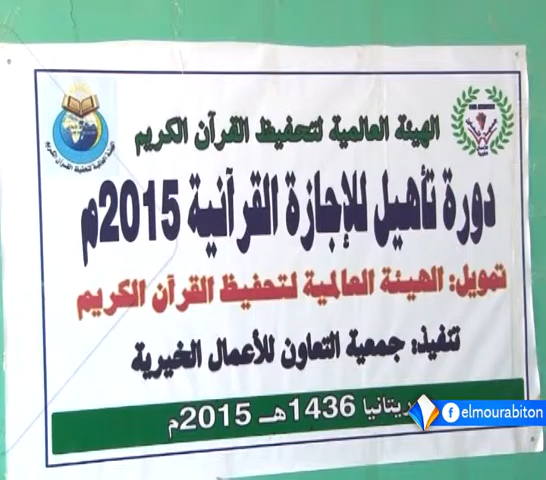 الهيئة العالمية لتحفيظ القرآن الكريم
دورة تأهيل للإجازة القرآنية 2015م
تمويل: الهيئة العالمية لتحفيظ القرآن الكريم
تنفيذ: جمعية التعاون للأعمال الخيرية
ريتانيا 1436هـ - 2015م
elmourabiton